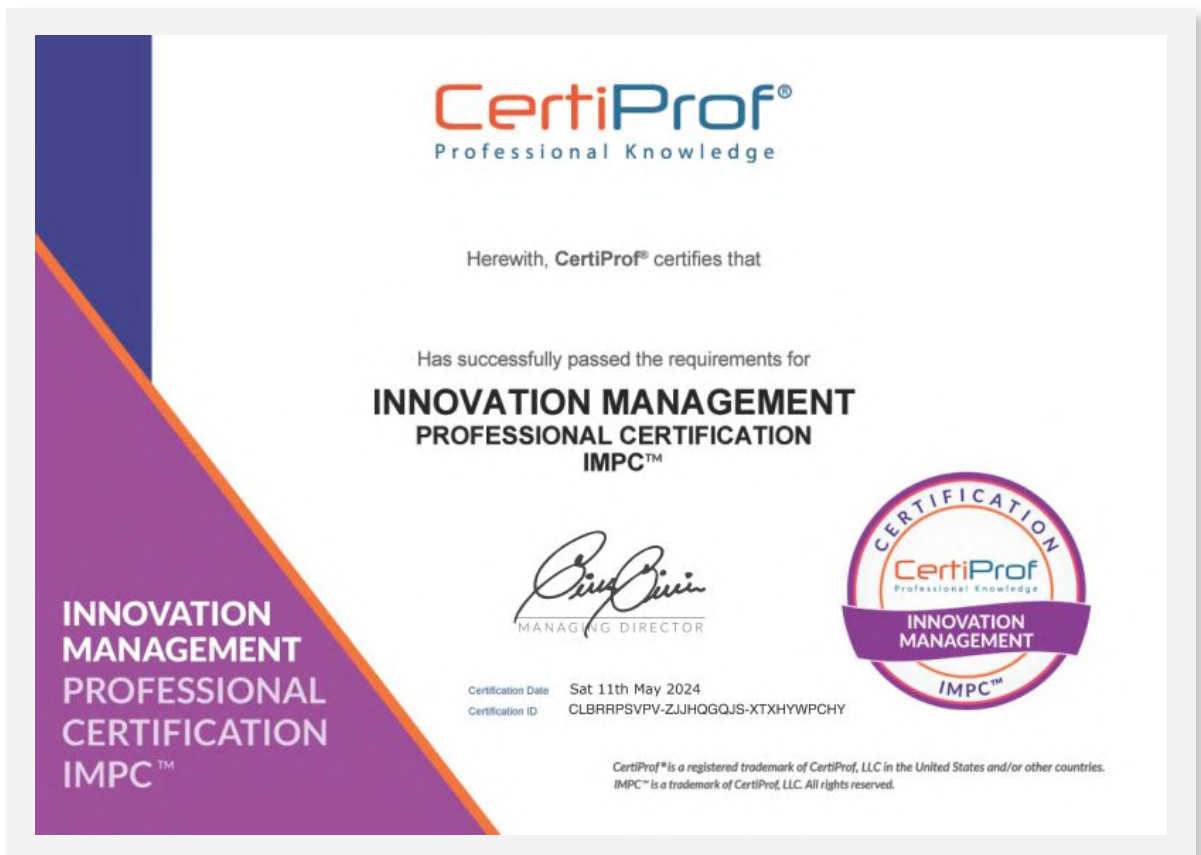 CertiProf®
Professional Knowledge
Herewith, CertiProf® certifies that
Has successfully passed the requirements for
INNOVATION MANAGEMENT
PROFESSIONAL CERTIFICATION
IMPC™
MANAGING DIRECTOR
Certification Date Sat 11th May 2024
Certification ID CLBRRPSVPV-ZJJHQGQJS-XTXHYWPCHY
INNOVATION
MANAGEMENT
PROFESSIONAL
CERTIFICATION
IMPC™
CERTIFICATION
CertiProf
Professional Knowledge
INNOVATION
MANAGEMENT
IMPC™
CertiProf® is a registered trademark of CertiProf, LLC in the United States and/or other countries.
IMPC™ is a trademark of CertiProf, LLC. All rights reserved.